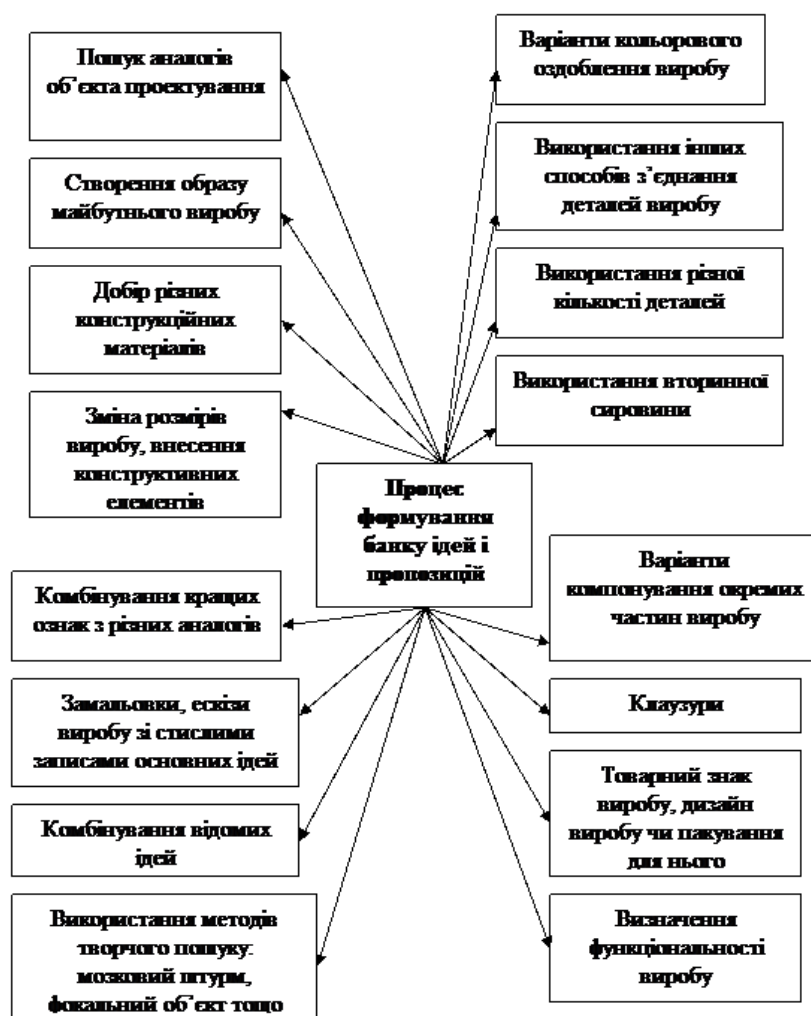 Пошук аналогів
об’єкта проектування
Створення образу
майбутнього виробу
Добір різних
конструкційних
матеріалів
Зміна розмірів
виробу, внесення
конструктивних
елементів
Варіанти кольорового
оздоблення виробу
Використання інших
способів з’єднання
деталей виробу
Використання різної
кількості деталей
Використання вторинної
сировини
Процес
формування
банку ідей і
пропозицій
Комбінування кращих
ознак з різних аналогів
Замальовки, ескізи
виробу зі стислими
записами основних ідей
Комбінування відомих
ідей
Використання методів
творчого пошуку:
мозковий штурм,
фокальний об’єкт тощо
Варіанти
компонування окремих
частин виробу
Клаузури
Товарний знак
виробу, дизайн
виробу чи пакування
для нього
Визначення
функціональності
виробу